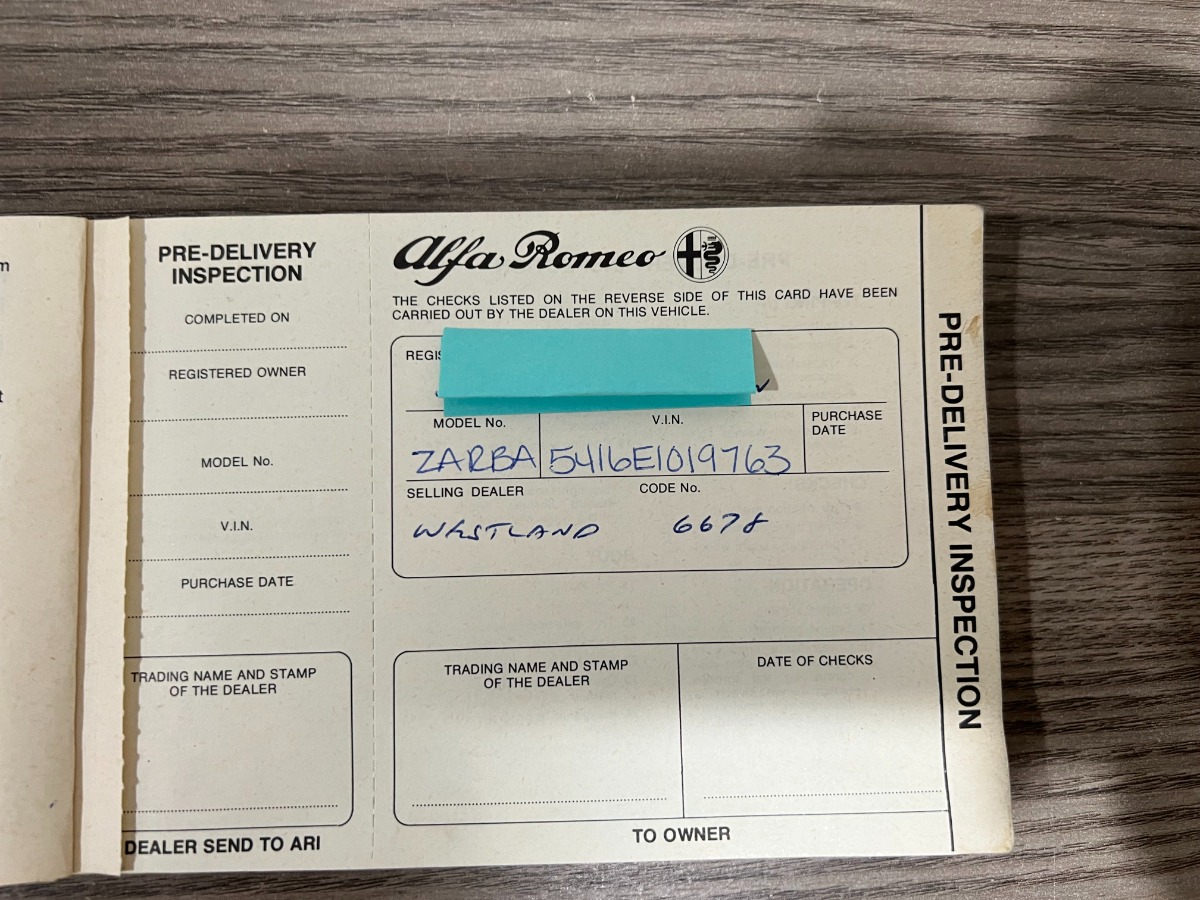 m
t
PRE-DELIVERY
INSPECTION
COMPLETED ON
REGISTERED OWNER
MODEL No.
V.I.N.
PURCHASE DATE
TRADING NAME AND STAMP
OF THE DEALER
DEALER SEND TO ARI
Alfa Romeo
THE CHECKS LISTED ON THE REVERSE SIDE OF THIS CARD HAVE BEEN
CARRIED OUT BY THE DEALER ON THIS VEHICLE.
REGIS
MODEL No. V.I.N. PURCHASE
DATE
ZARBA 5416E1019763
SELLING DEALER CODE No.
WESTLAND 6678
TRADING NAME AND STAMP
OF THE DEALER
DATE OF CHECKS
TO OWNER
PRE-DELIVERY INSPECTION